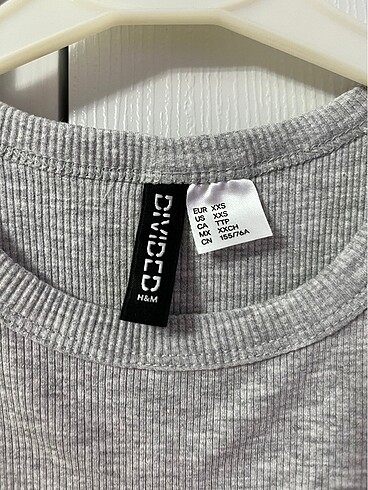 DIVIDED
H&M
EUR XXS
US XXS
CA TTP
MX XXCH
CN 155/76A